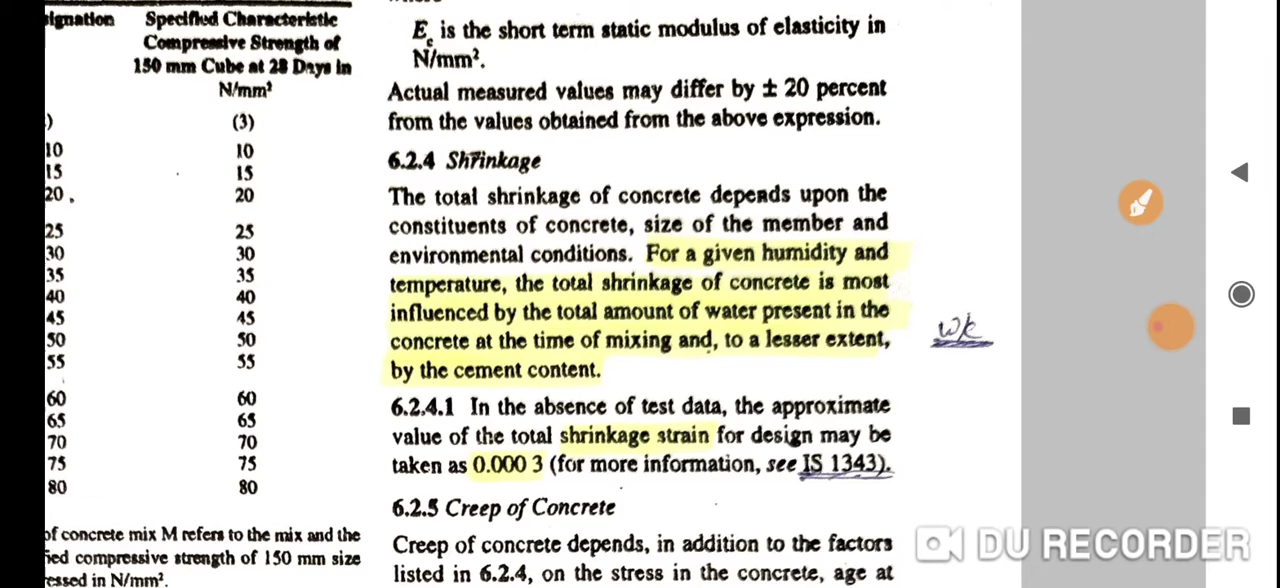 signation
Specified Characteristic
Compressive Strength of
150 mm Cube at 28 Days in
N/mm²
)
(3)
10 10
15 15
20 20
25 25
30 30
35 35
40 40
45 45
50 50
55 55
60 60
65 65
70 70
75 75
80 80
of concrete mix M refers to the mix and the
fied compressive strength of 150 mm size
ressed in N/mm².
where
E_c is the short term static modulus of elasticity in
N/mm².
Actual measured values may differ by ± 20 percent
from the values obtained from the above expression.
6.2.4 Shrinkage
The total shrinkage of concrete depends upon the
constituents of concrete, size of the member and
environmental conditions. For a given humidity and
temperature, the total shrinkage of concrete is most
influenced by the total amount of water present in the
concrete at the time of mixing and, to a lesser extent,
by the cement content.
6.2.4.1 In the absence of test data, the approximate
value of the total shrinkage strain for design may be
taken as 0.000 3 (for more information, see IS 1343).
6.2.5 Creep of Concrete
Creep of concrete depends, in addition to the factors
listed in 6.2.4, on the stress in the concrete, age at
DU RECORDER